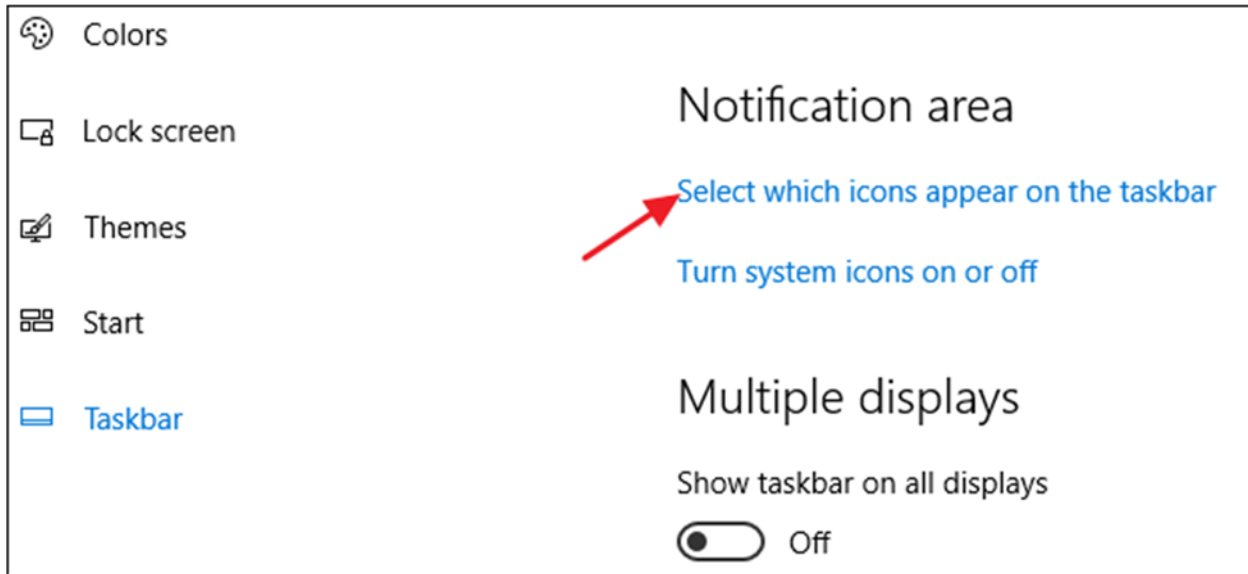 Colors
Lock screen
Themes
Start
Taskbar
Notification area
Select which icons appear on the taskbar
Turn system icons on or off
Multiple displays
Show taskbar on all displays
Off